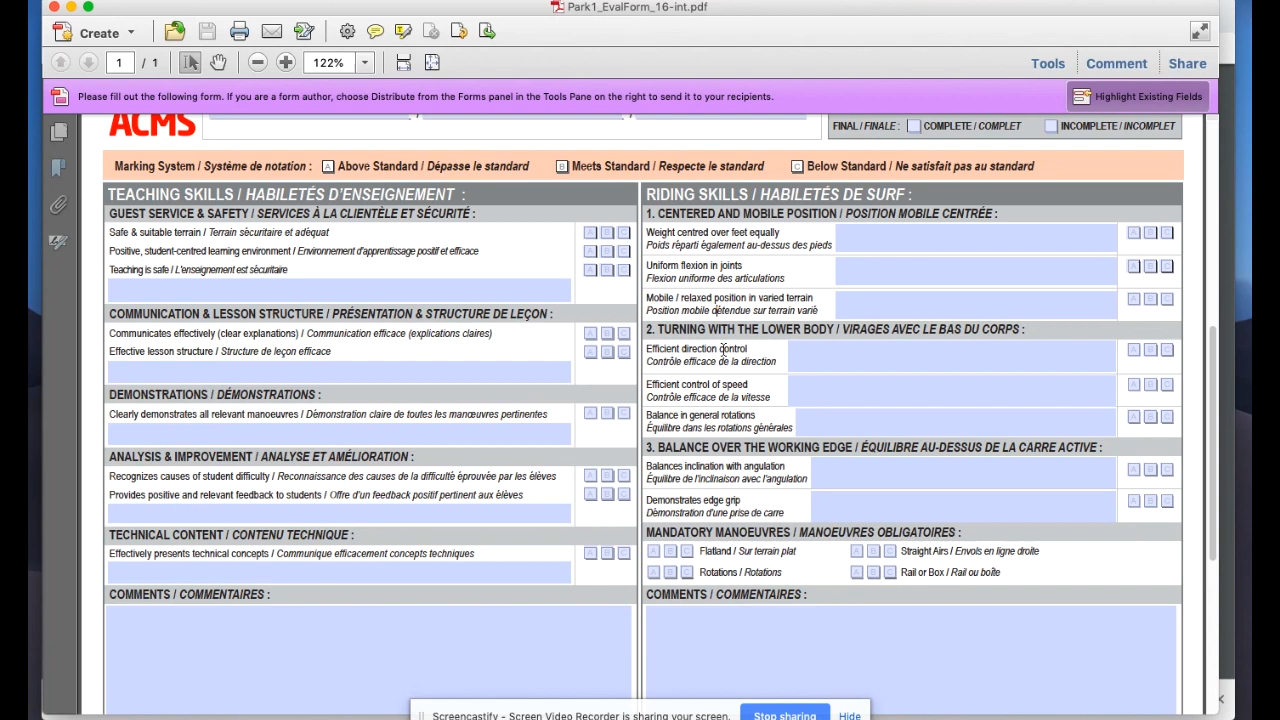 Park1_EvalForm_16-int.pdf
Create
1 / 1
122%
Tools
Comment
Share
Please fill out the following form. If you are a form author, choose Distribute from the Forms panel in the Tools Pane on the right to send it to your recipients.
Highlight Existing Fields
ACMS
FINAL / FINALE : COMPLETE / COMPLET INCOMPLETE / INCOMPLET
Marking System / Système de notation : A Above Standard / Dépasse le standard B Meets Standard / Respecte le standard C Below Standard / Ne satisfait pas au standard
TEACHING SKILLS / HABILETÉS D'ENSEIGNEMENT :
GUEST SERVICE & SAFETY / SERVICES À LA CLIENTÈLE ET SÉCURITÉ :
Safe & suitable terrain / Terrain sécuritaire et adéquat A B C
Positive, student-centred learning environment / Environnement d'apprentissage positif et efficace A B C
Teaching is safe / L'enseignement est sécuritaire A B C
COMMUNICATION & LESSON STRUCTURE / PRÉSENTATION & STRUCTURE DE LEÇON :
Communicates effectively (clear explanations) / Communication efficace (explications claires) A B C
Effective lesson structure / Structure de leçon efficace A B C
DEMONSTRATIONS / DÉMONSTRATIONS :
Clearly demonstrates all relevant manoeuvres / Démonstration claire de toutes les manœuvres pertinentes A B C
ANALYSIS & IMPROVEMENT / ANALYSE ET AMÉLIORATION :
Recognizes causes of student difficulty / Reconnaissance des causes de la difficulté éprouvée par les élèves A B C
Provides positive and relevant feedback to students / Offre d'un feedback positif pertinent aux élèves A B C
TECHNICAL CONTENT / CONTENU TECHNIQUE :
Effectively presents technical concepts / Communique efficacement concepts techniques A B C
COMMENTS / COMMENTAIRES :
RIDING SKILLS / HABILETÉS DE SURF :
1. CENTERED AND MOBILE POSITION / POSITION MOBILE CENTRÉE :
Weight centred over feet equally A B C
Poids réparti également au-dessus des pieds
Uniform flexion in joints A B C
Flexion uniforme des articulations
Mobile / relaxed position in varied terrain A B C
Position mobile détendue sur terrain varié
2. TURNING WITH THE LOWER BODY / VIRAGES AVEC LE BAS DU CORPS :
Efficient direction control A B C
Contrôle efficace de la direction
Efficient control of speed A B C
Contrôle efficace de la vitesse
Balance in general rotations A B C
Équilibre dans les rotations générales
3. BALANCE OVER THE WORKING EDGE / ÉQUILIBRE AU-DESSUS DE LA CARRE ACTIVE :
Balances inclination with angulation A B C
Équilibre de l'inclinaison avec l'angulation
Demonstrates edge grip A B C
Démonstration d'une prise de carre
MANDATORY MANOEUVRES / MANOEUVRES OBLIGATOIRES :
A B C Flatland / Sur terrain plat A B C Straight Airs / Envols en ligne droite
A B C Rotations / Rotations A B C Rail or Box / Rail ou boîte
COMMENTS / COMMENTAIRES :
Screencastify - Screen Video Recorder is sharing your screen.
Stop sharing
Hide